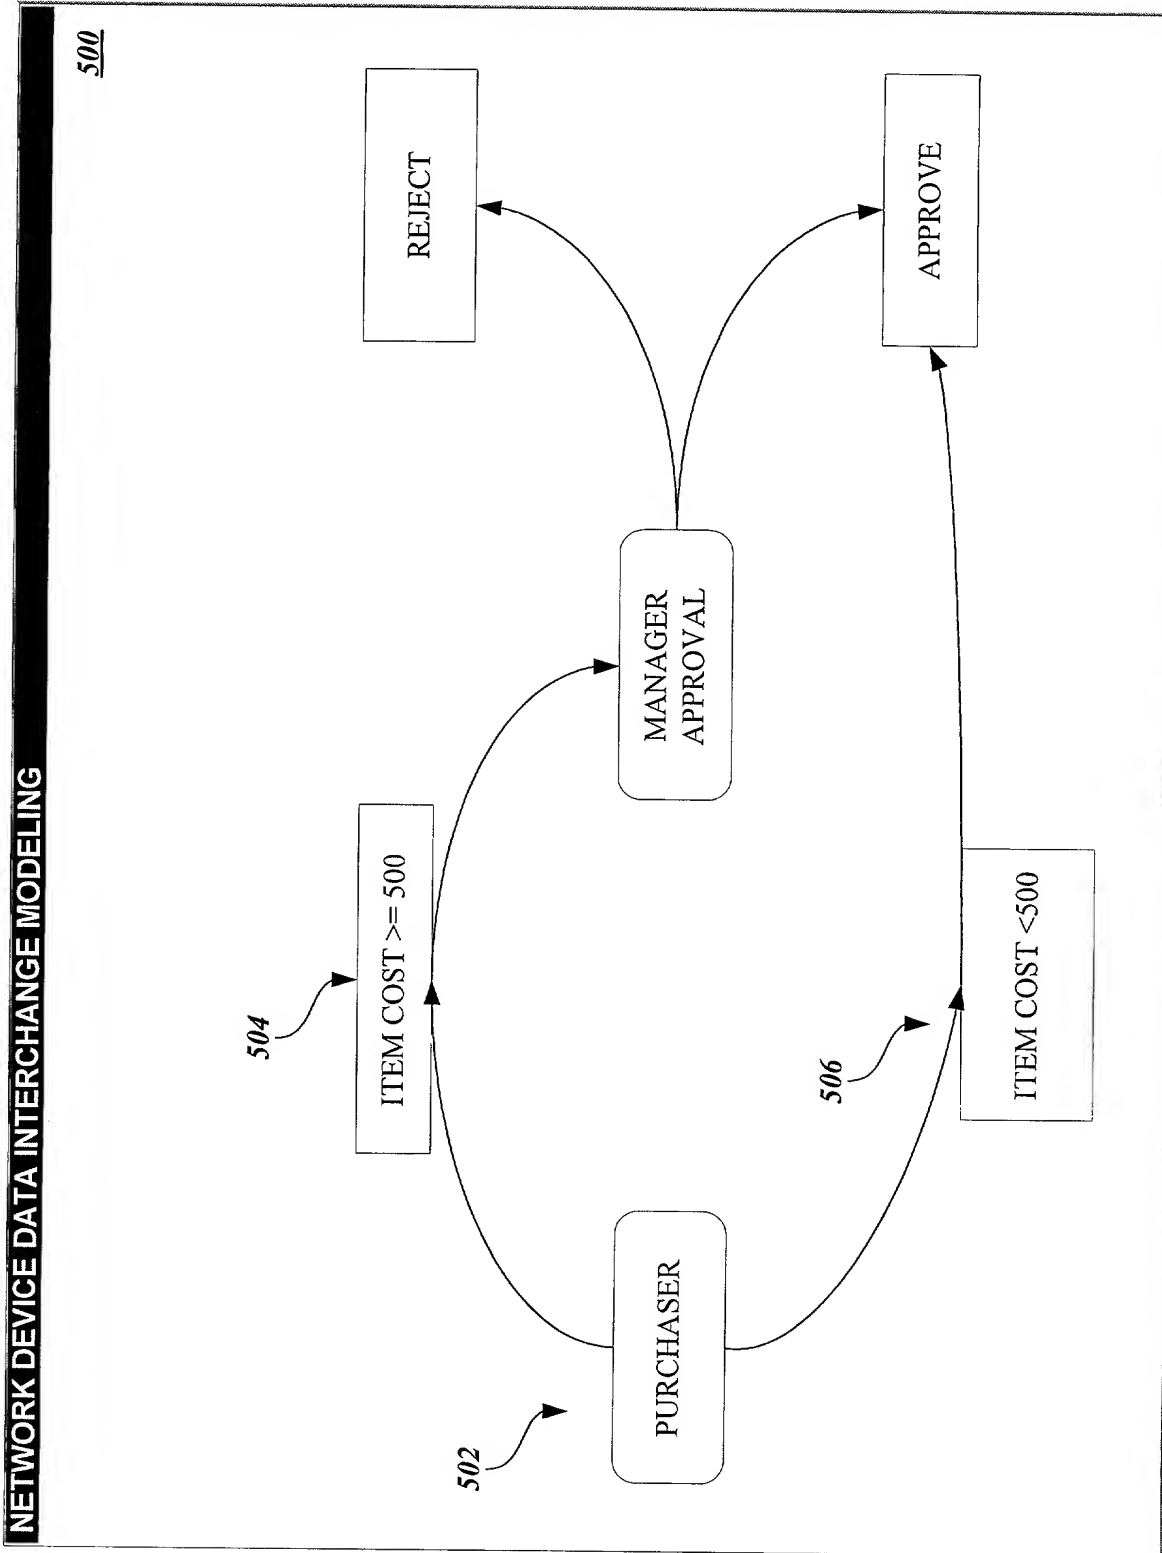 NETWORK DEVICE DATA INTERCHANGE MODELING
500
504
ITEM COST >= 500
REJECT
502
PURCHASER
MANAGER
APPROVAL
506
ITEM COST <500
APPROVE